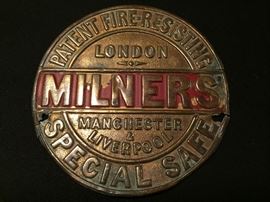 PATENT FIRE-RESISTING
LONDON
MILNERS
MANCHESTER
&
LIVERPOOL
SPECIAL SAFE